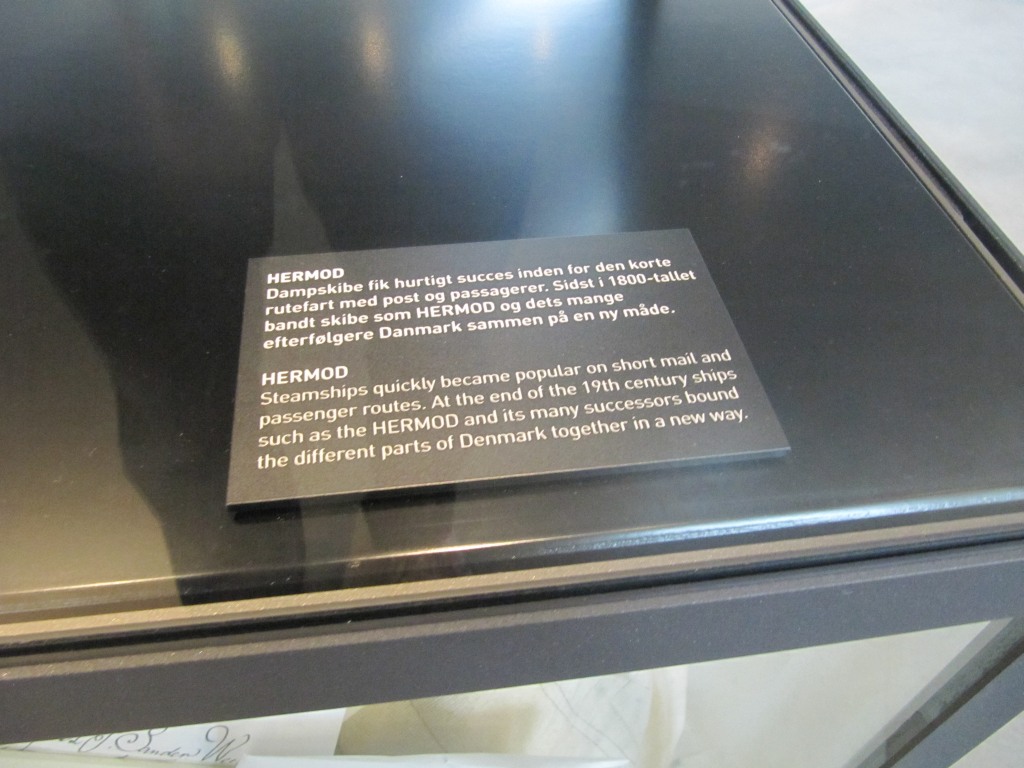 HERMOD
Dampskibe fik hurtigt succes inden for den korte
rutefart med post og passagerer. Sidst i 1800-tallet
bandt skibe som HERMOD og dets mange
efterfølgere Danmark sammen på en ny måde.
HERMOD
Steamships quickly became popular on short mail and
passenger routes. At the end of the 19th century ships
such as the HERMOD and its many successors bound
the different parts of Denmark together in a new way.